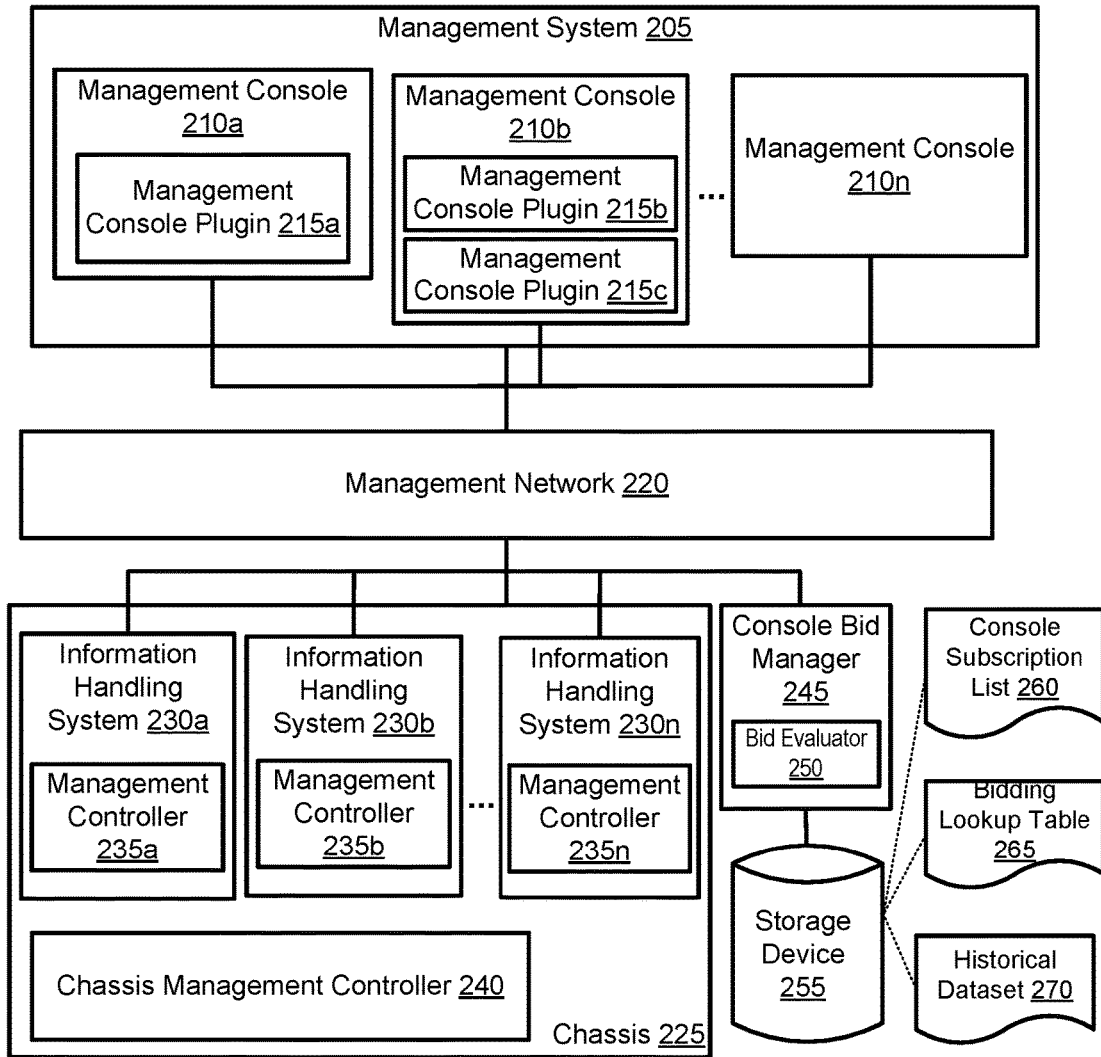 Management System 205
Management Console
210a
Management
Console Plugin 215a
Management Console
210b
Management
Console Plugin 215b
Management
Console Plugin 215c
...
Management Console
210n
Management Network 220
Information
Handling
System 230a
Management
Controller
235a
Information
Handling
System 230b
Management
Controller
235b
...
Information
Handling
System 230n
Management
Controller
235n
Chassis Management Controller 240
Chassis 225
Console Bid
Manager
245
Bid Evaluator
250
Storage
Device
255
Console
Subscription
List 260
Bidding
Lookup Table
265
Historical
Dataset 270